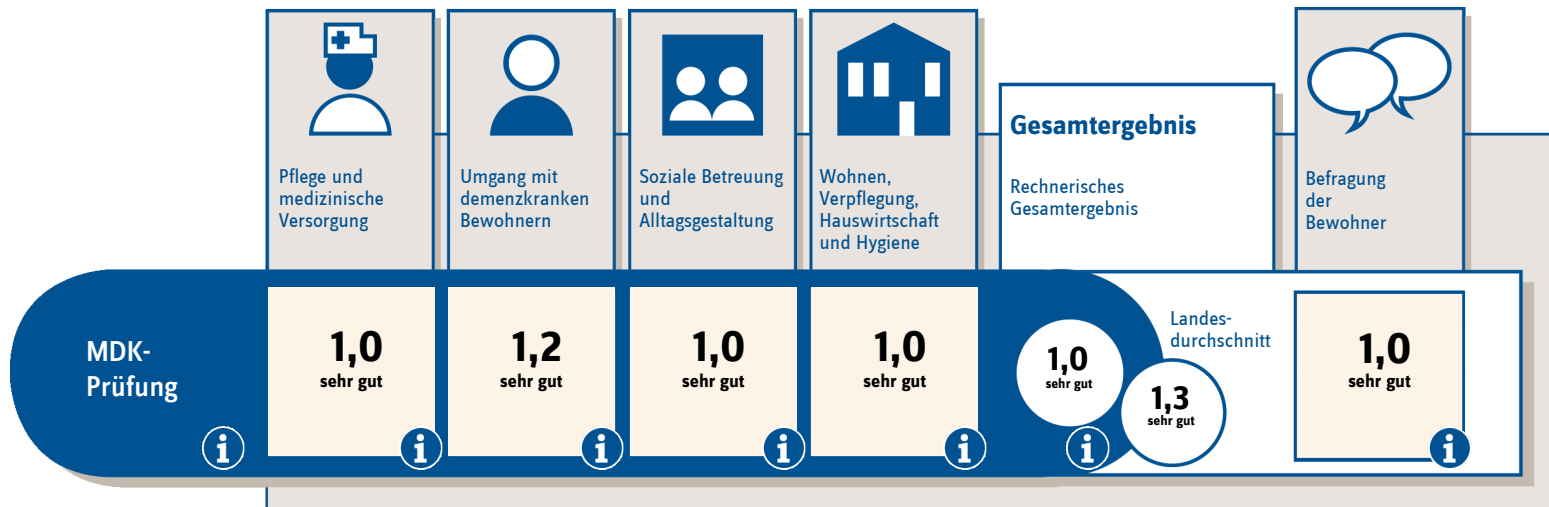 Pflege und
medizinische
Versorgung
Umgang mit
demenzkranken
Bewohnern
Soziale Betreuung
und
Alltagsgestaltung
Wohnen,
Verpflegung,
Hauswirtschaft
und Hygiene
Gesamtergebnis
Rechnerisches
Gesamtergebnis
Befragung
der
Bewohner
MDK-
Prüfung
i
1,0
sehr gut
i
1,2
sehr gut
i
1,0
sehr gut
i
1,0
sehr gut
i
1,0
sehr gut
i
Landes-
durchschnitt
1,3
sehr gut
1,0
sehr gut
i